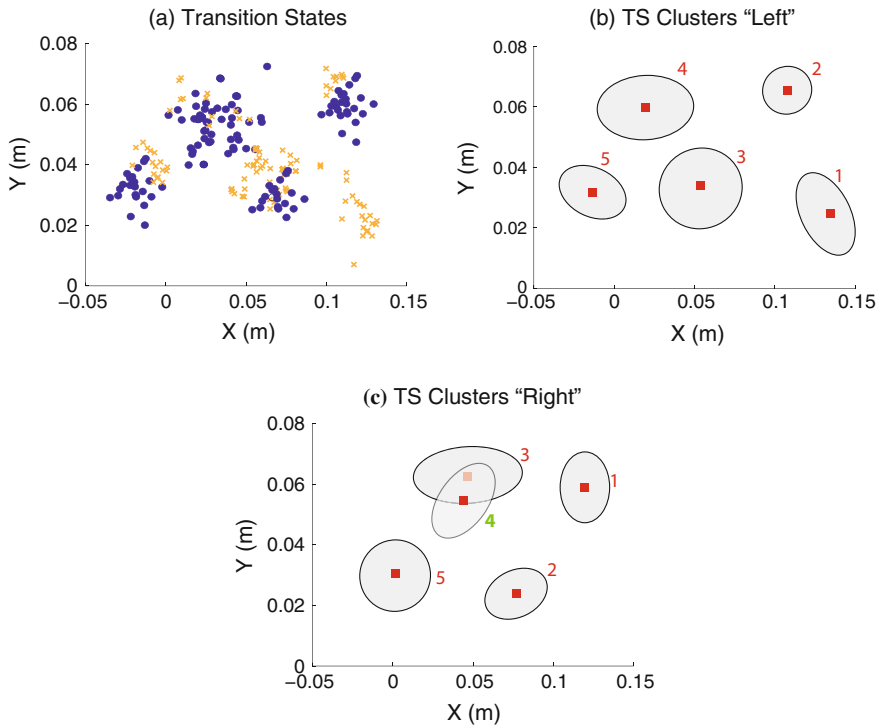 (a) Transition States
0.08
0.06
0.04
0.02
0
Y (m)
−0.05 0 0.05 0.1 0.15
X (m)
(b) TS Clusters “Left”
0.08
0.06
0.04
0.02
0
Y (m)
4
2
5
3
1
−0.05 0 0.05 0.1 0.15
X (m)
(c) TS Clusters “Right”
0.08
0.06
0.04
0.02
0
Y (m)
3
1
4
5
2
−0.05 0 0.05 0.1 0.15
X (m)